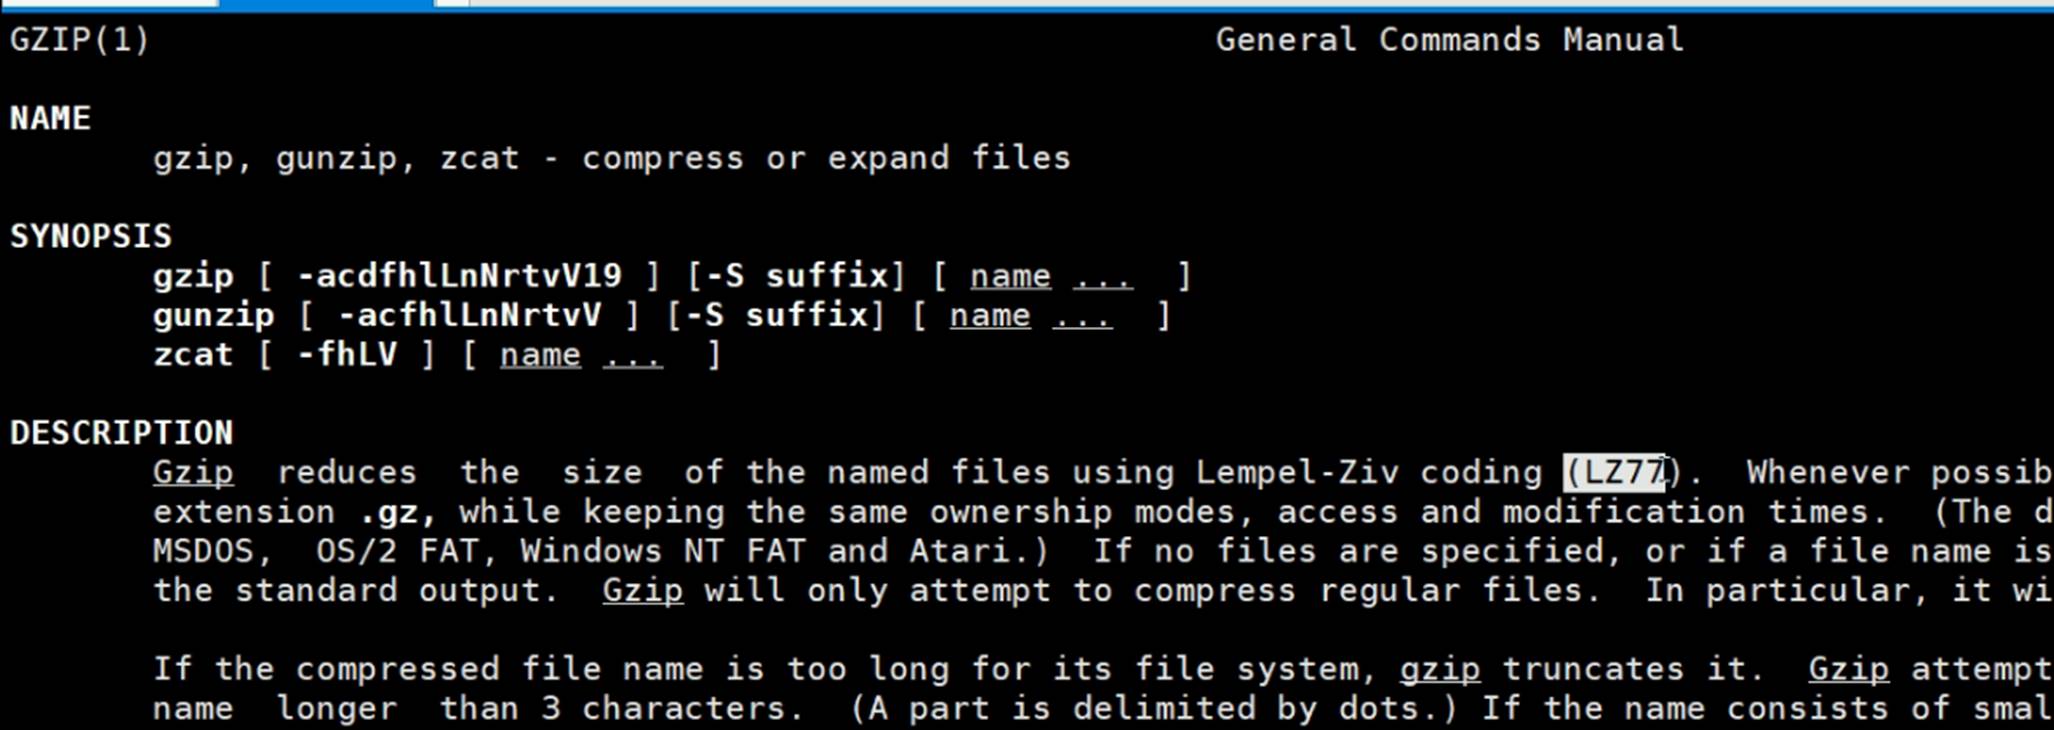 GZIP(1) General Commands Manual
NAME
gzip, gunzip, zcat - compress or expand files
SYNOPSIS
gzip [ -acdfhlLnNrtvV19 ] [-S suffix] [ name ... ]
gunzip [ -acfhlLnNrtvV ] [-S suffix] [ name ... ]
zcat [ -fhLV ] [ name ... ]
DESCRIPTION
Gzip reduces the size of the named files using Lempel-Ziv coding (LZ77). Whenever possib
extension .gz, while keeping the same ownership modes, access and modification times. (The d
MSDOS, OS/2 FAT, Windows NT FAT and Atari.) If no files are specified, or if a file name is
the standard output. Gzip will only attempt to compress regular files. In particular, it wi
If the compressed file name is too long for its file system, gzip truncates it. Gzip attempt
name longer than 3 characters. (A part is delimited by dots.) If the name consists of smal